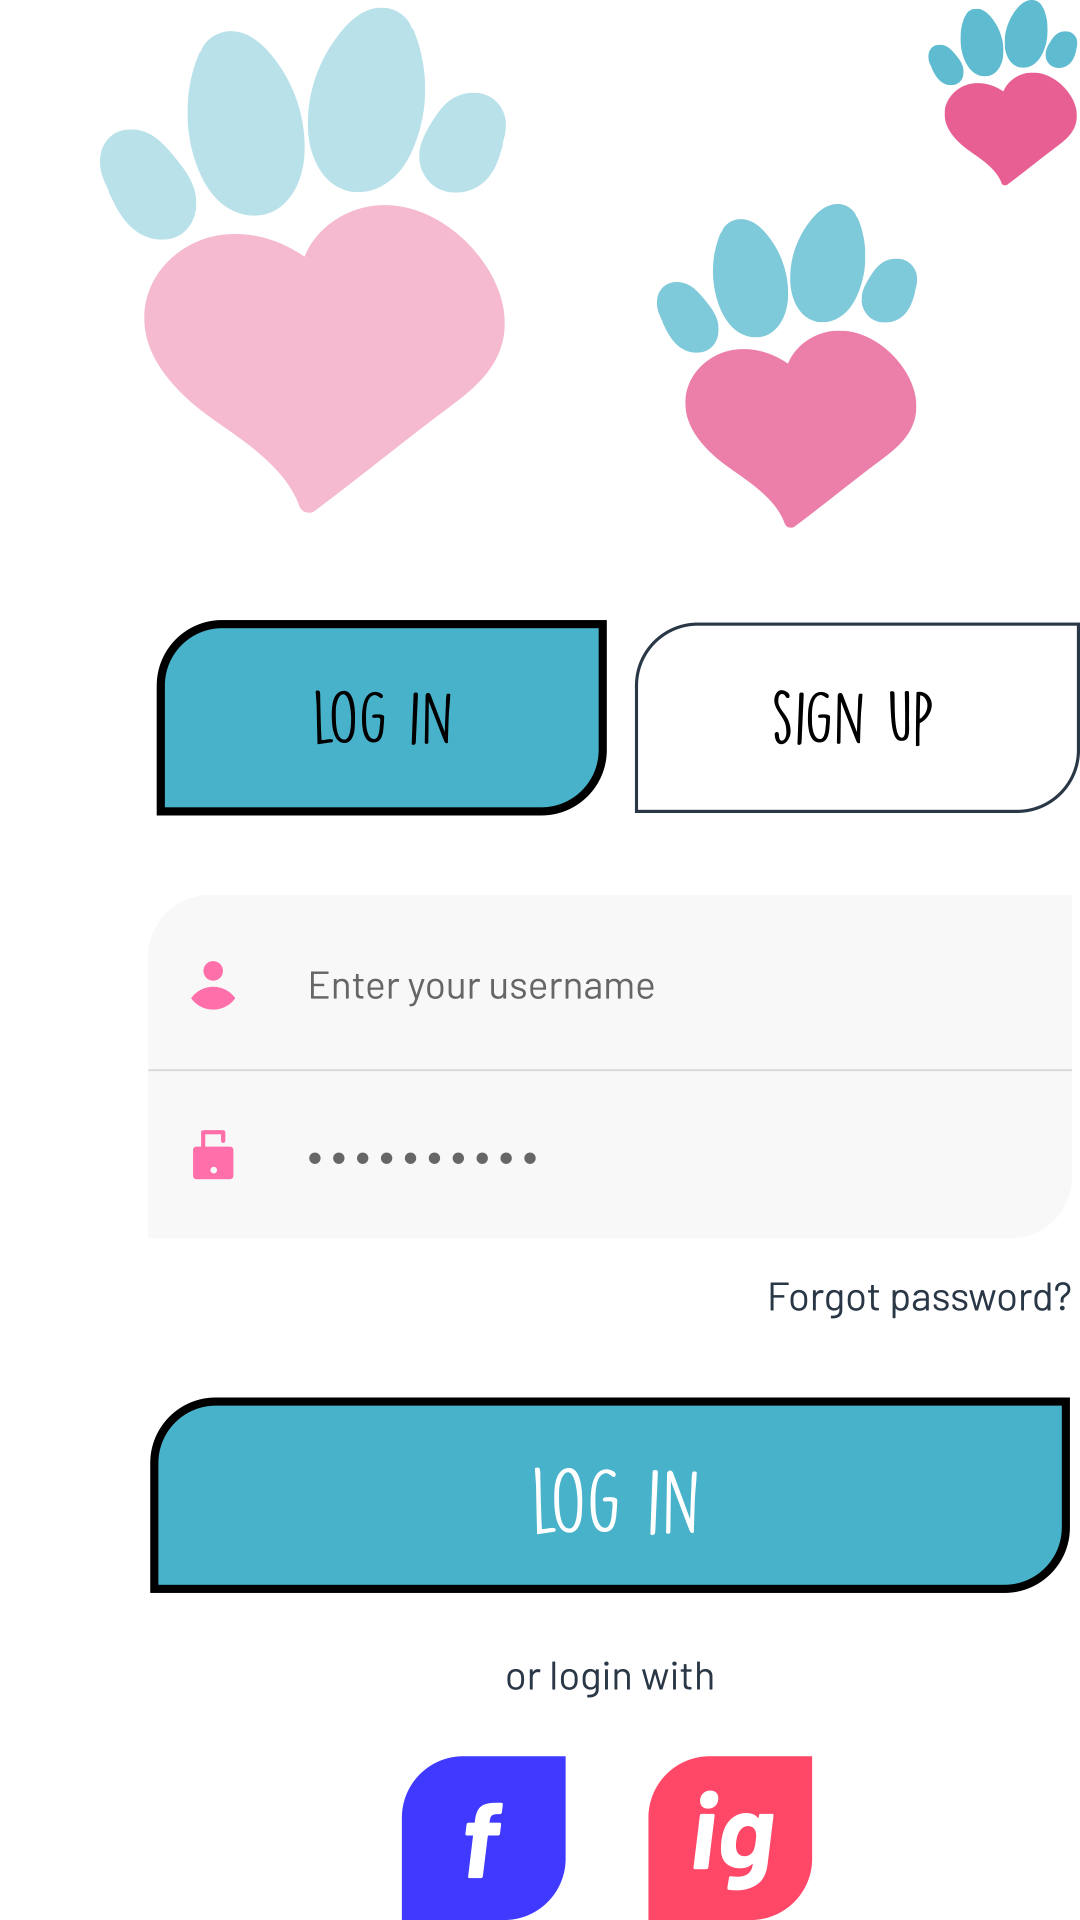 LOG IN
SIGN UP
Enter your username
••••••••••
Forgot password?
LOG IN
or login with
f
ig